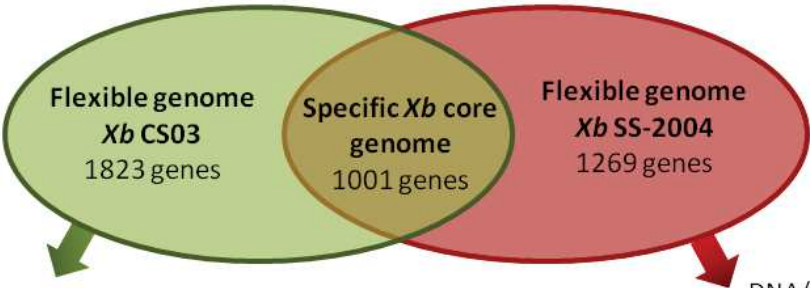 Flexible genome
Xb CS03
1823 genes
Specific Xb core
genome
1001 genes
Flexible genome
Xb SS-2004
1269 genes